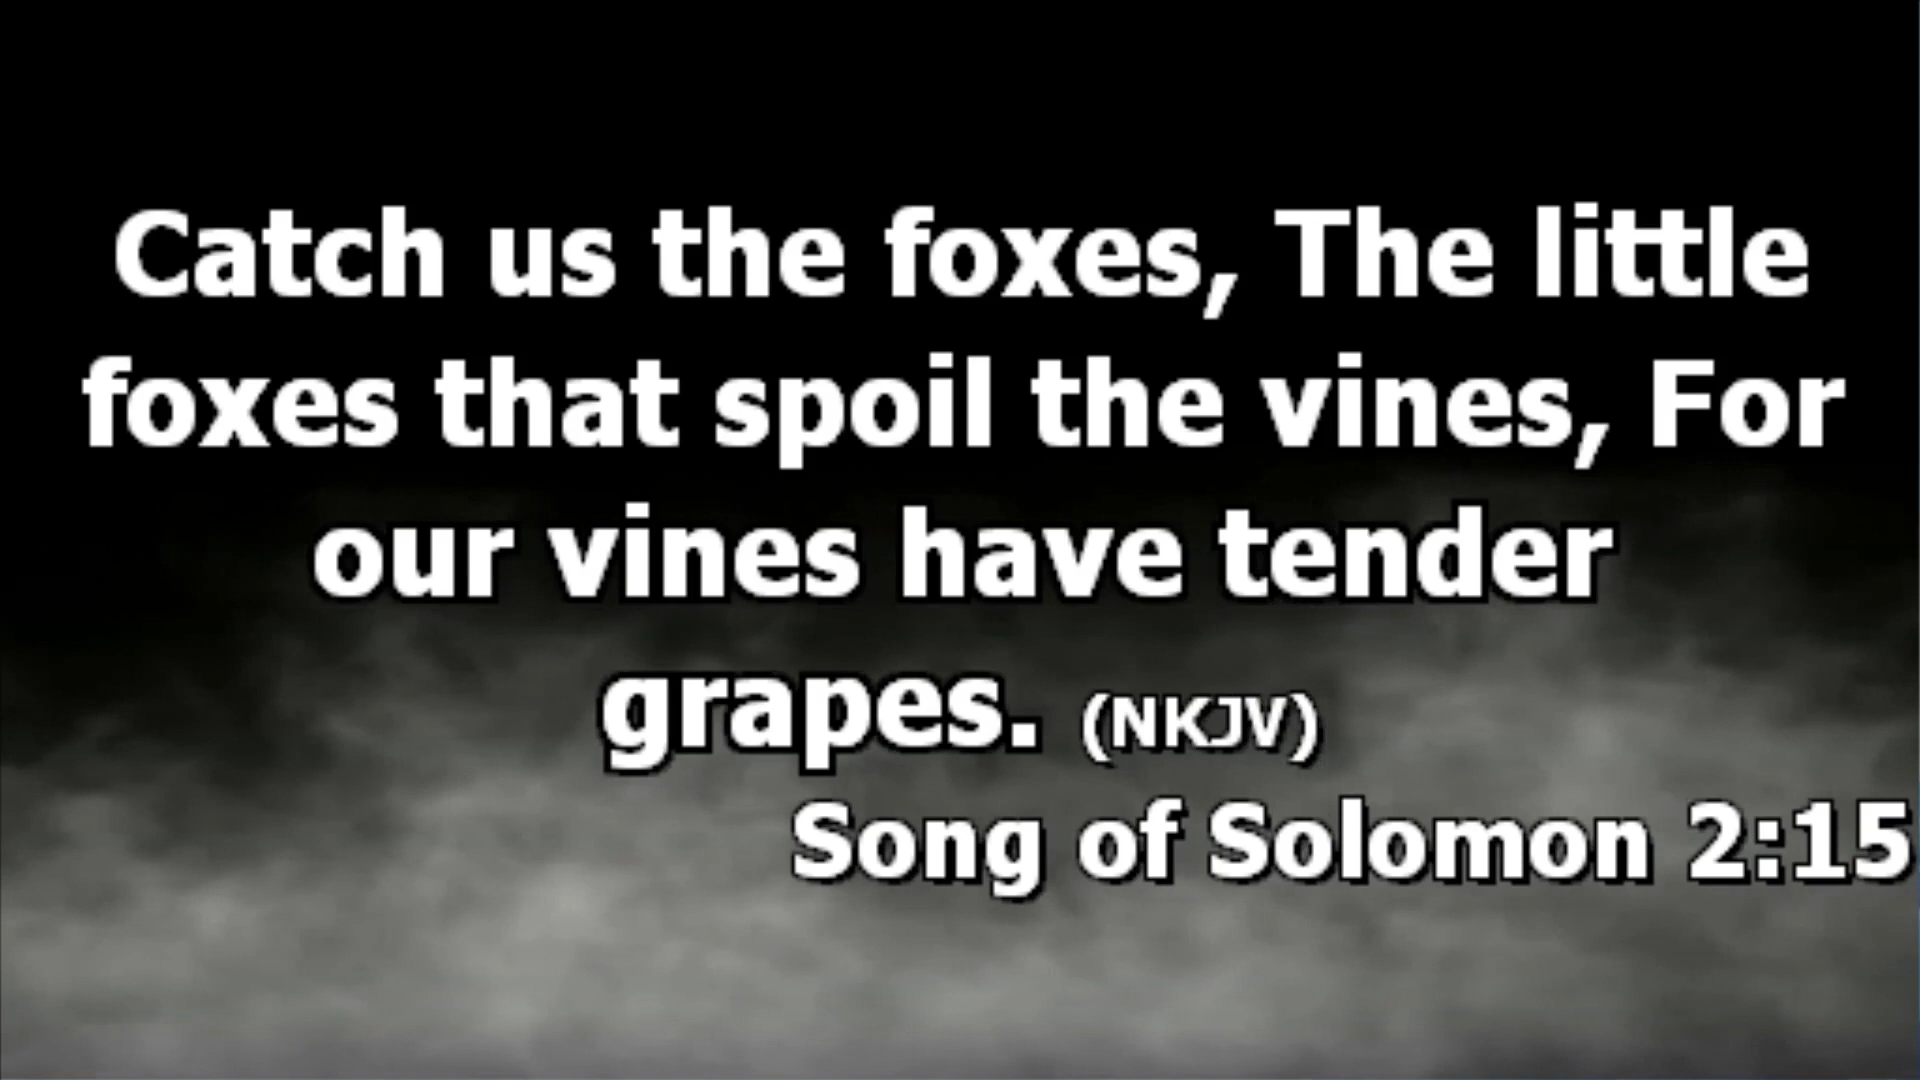 Catch us the foxes, The little
foxes that spoil the vines, For
our vines have tender
grapes. (NKJV)
Song of Solomon 2:15